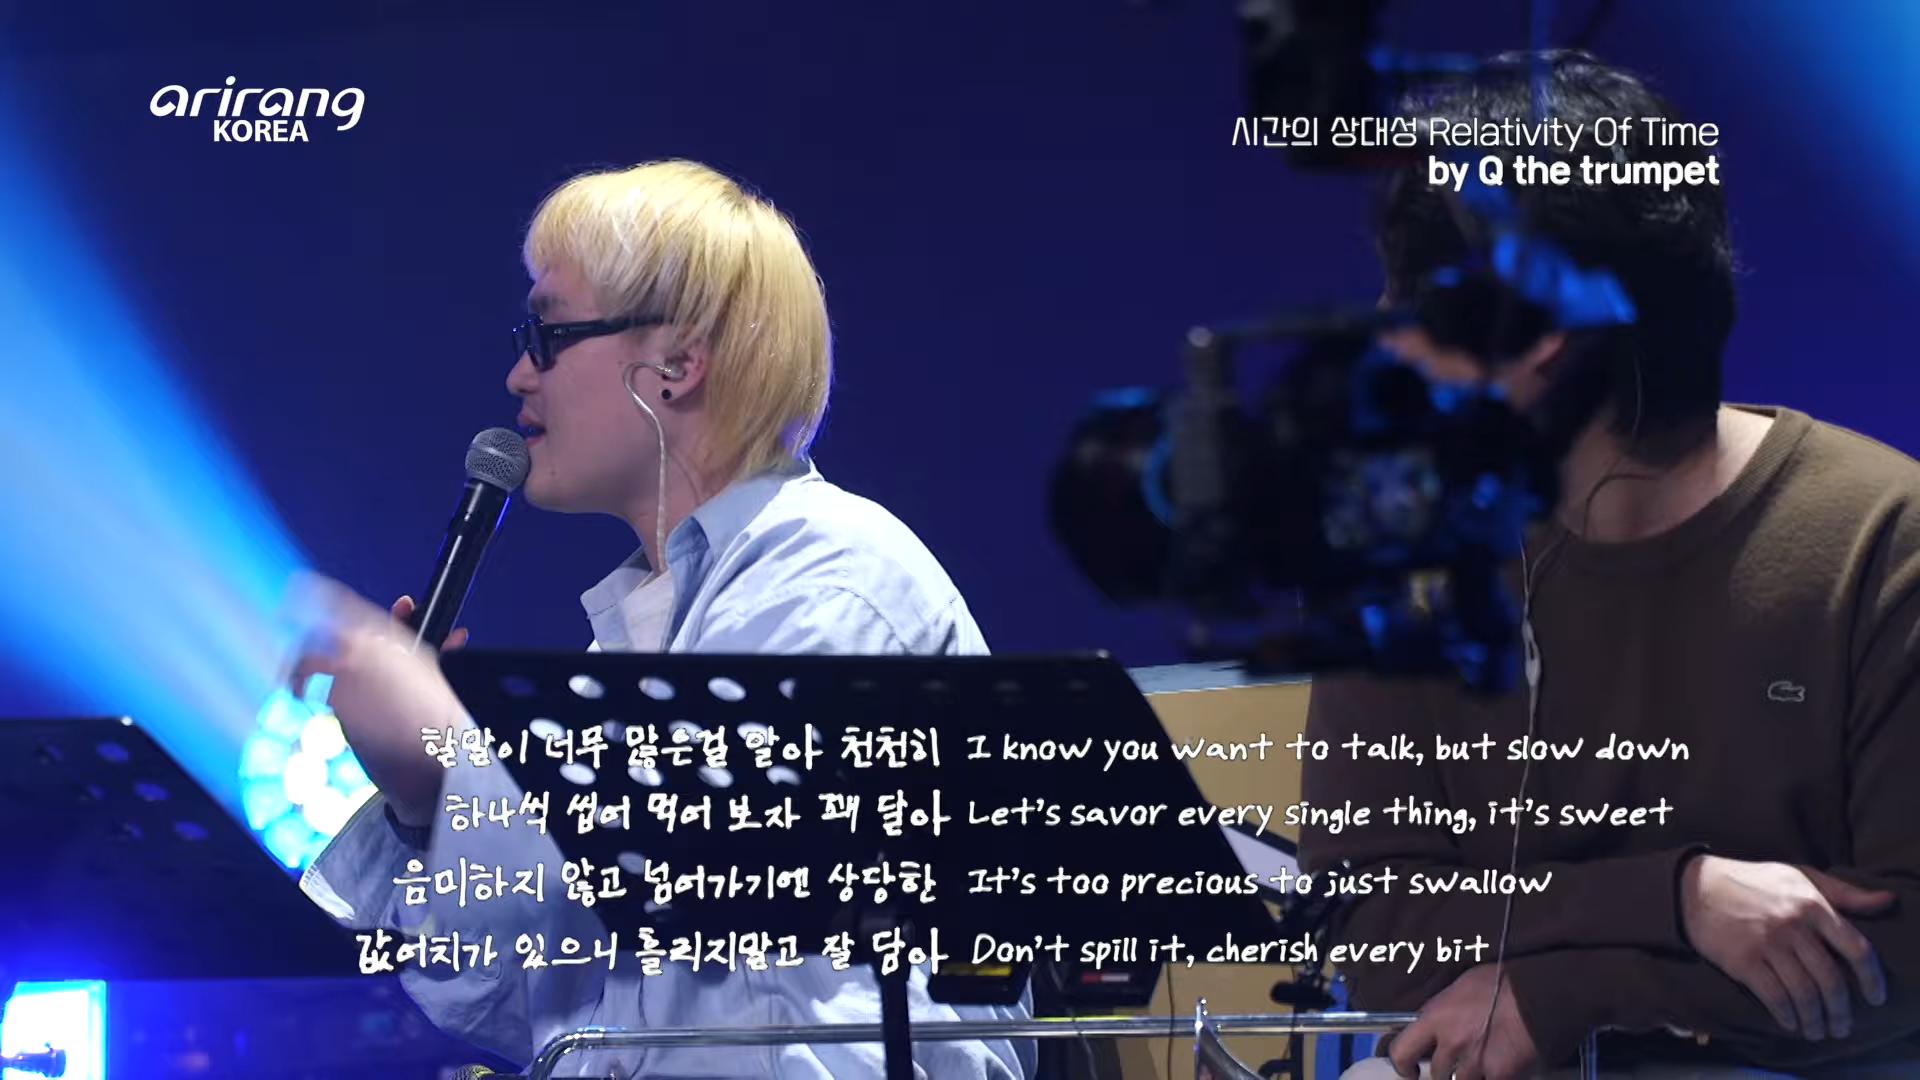 arirang
KOREA
시간의 상대성 Relativity Of Time
by Q the trumpet
할말이 너무 많은걸 알아 천천히 I know you want to talk, but slow down
하나씩 씹어 먹어 보자 꽤 달아 Let's savor every single thing, it's sweet
음미하지 않고 넘어가기엔 상당한 It's too precious to just swallow
값어치가 있으니 흘리지말고 잘 담아 Don't spill it, cherish every bit